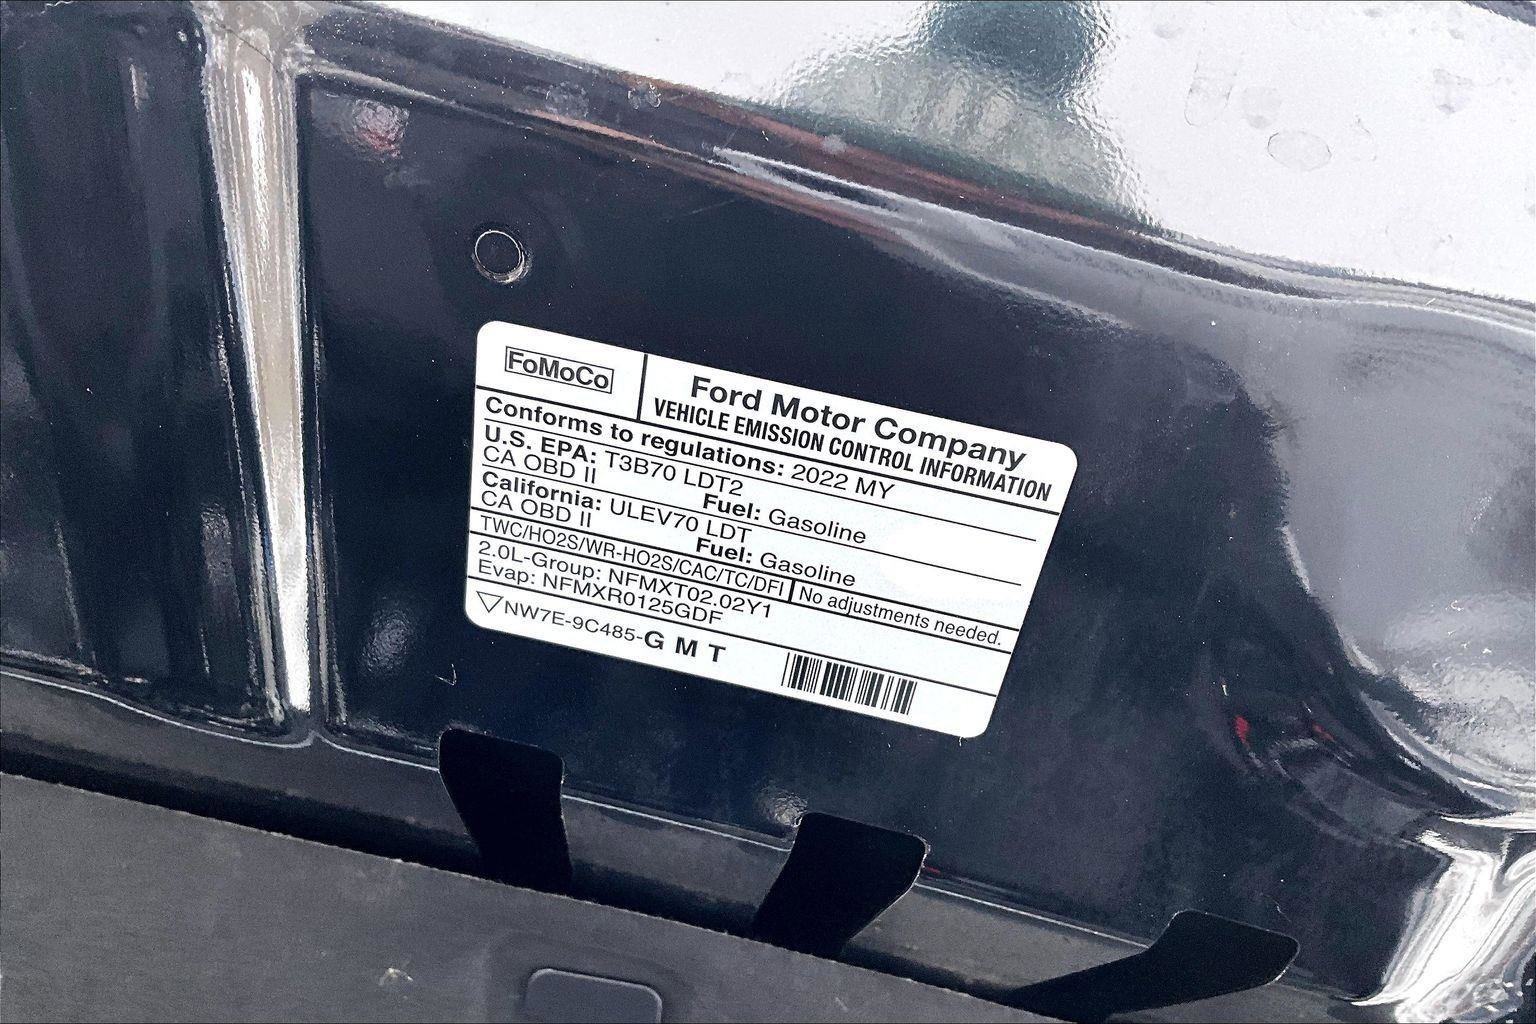 FoMoCo
Ford Motor Company
VEHICLE EMISSION CONTROL INFORMATION
Conforms to regulations: 2022 MY
U.S. EPA: T3B70 LDT2
CA OBD II Fuel: Gasoline
California: ULEV70 LDT
CA OBD II Fuel: Gasoline
TWC/HO2S/WR-HO2S/CAC/TC/DFI No adjustments needed.
2.0L-Group: NFMXT02.02Y1
Evap: NFMXR0125GDF
NW7E-9C485-G M T